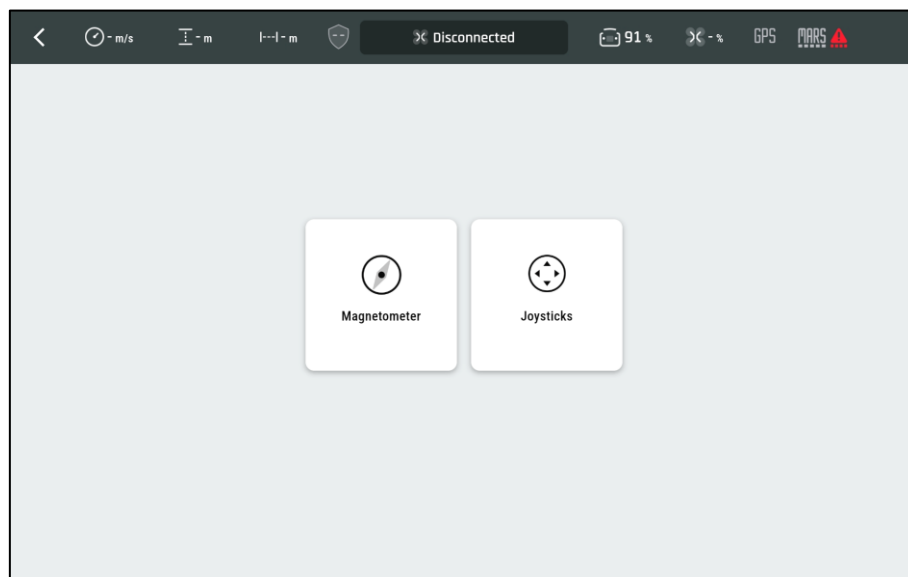 - m/s - m - m -- Disconnected 91 % - % GPS MARS
Magnetometer Joysticks